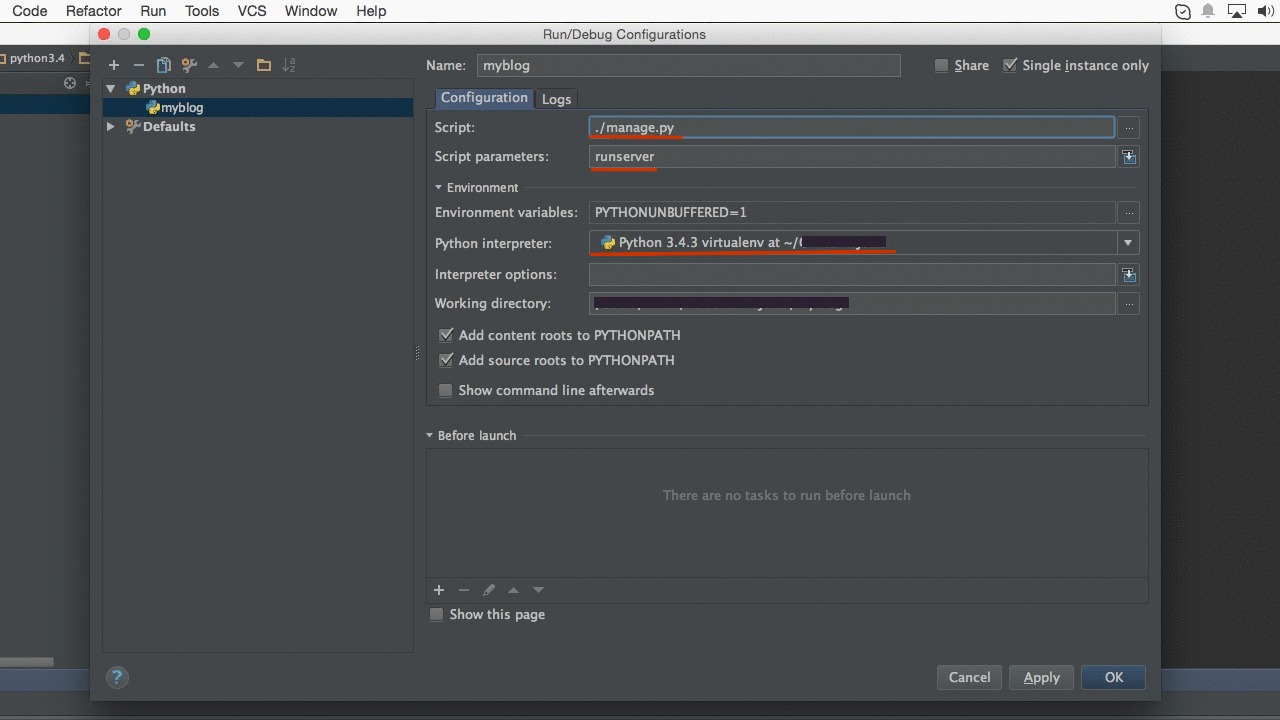 Code Refactor Run Tools VCS Window Help
Run/Debug Configurations
python3.4
Name: myblog Share Single instance only
Python
myblog
Defaults
Configuration Logs
Script: ./manage.py ...
Script parameters: runserver
Environment
Environment variables: PYTHONUNBUFFERED=1 ...
Python interpreter: Python 3.4.3 virtualenv at ~/
Interpreter options:
Working directory: ...
Add content roots to PYTHONPATH
Add source roots to PYTHONPATH
Show command line afterwards
Before launch
There are no tasks to run before launch
Show this page
? Cancel Apply OK